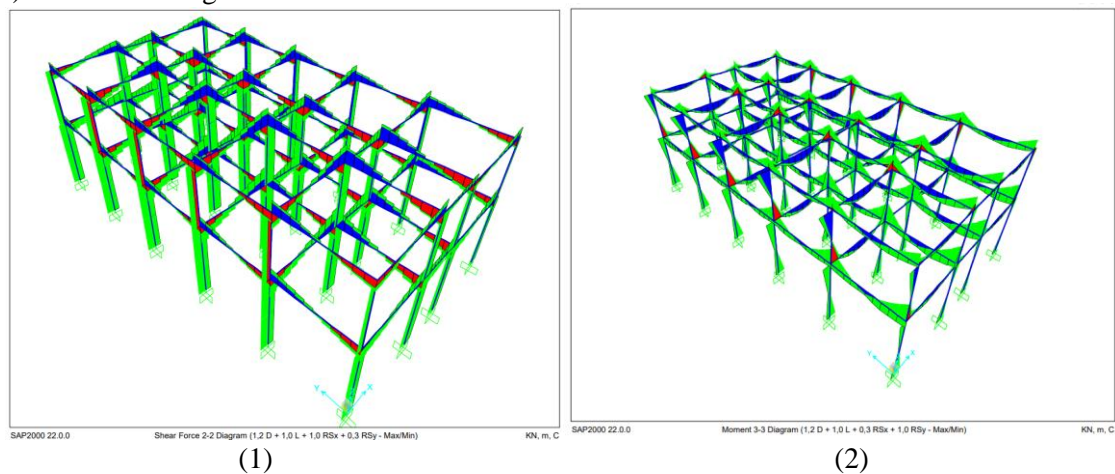 SAP2000 22.0.0 Shear Force 2-2 Diagram (1,2 D + 1,0 L + 1,0 RSx + 0,3 RSy - Max/Min) KN, m, C
SAP2000 22.0.0 Moment 3-3 Diagram (1,2 D + 1,0 L + 0,3 RSx + 1,0 RSy - Max/Min) KN, m, C
Y X
Y X
(1) (2)